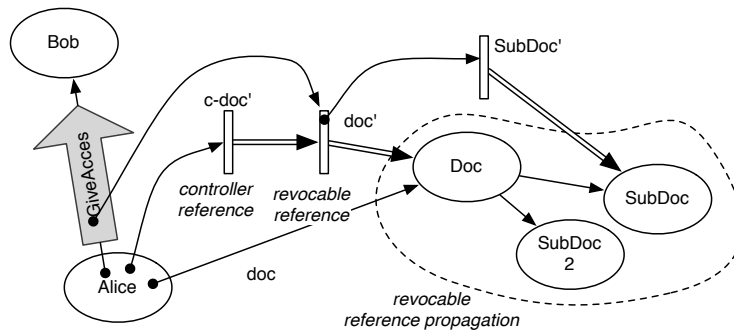 Bob
SubDoc'
c-doc'
doc'
GiveAcces
Doc
controller
reference
revocable
reference
SubDoc
SubDoc
2
Alice
doc
revocable
reference propagation